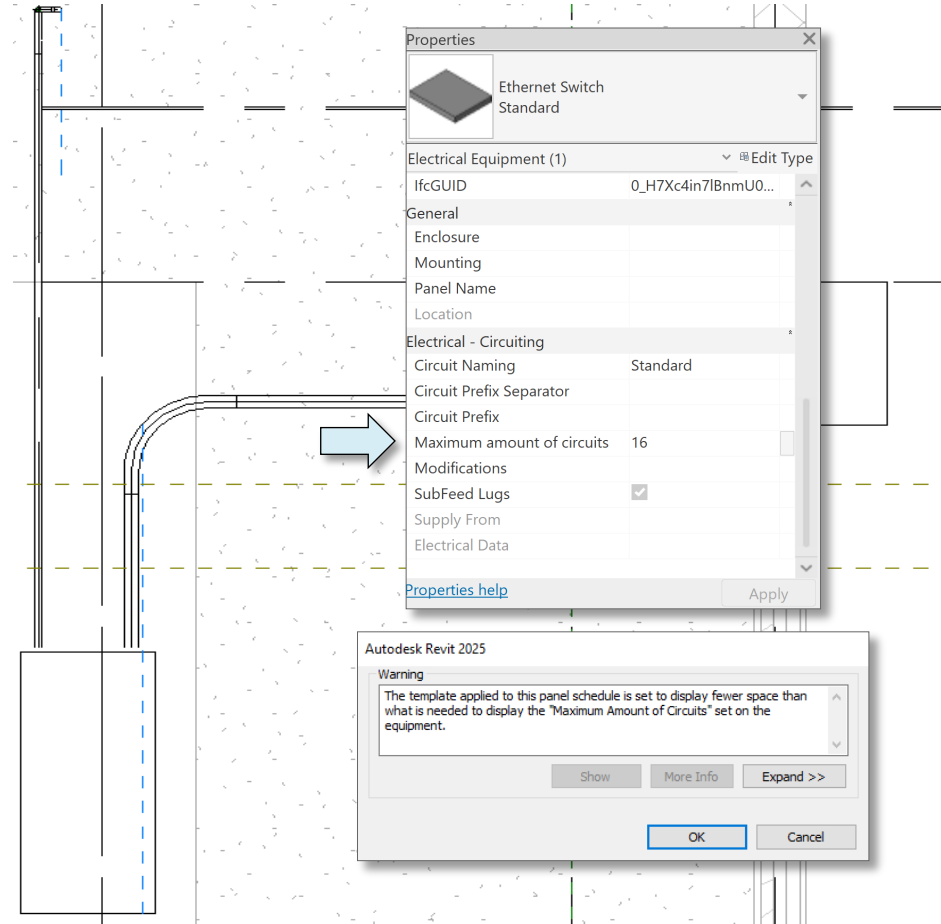 Properties
Ethernet Switch
Standard
Electrical Equipment (1)
Edit Type
IfcGUID 0_H7Xc4in7lBnmU0...
General
Enclosure
Mounting
Panel Name
Location
Electrical - Circuiting
Circuit Naming Standard
Circuit Prefix Separator
Circuit Prefix
Maximum amount of circuits 16
Modifications
SubFeed Lugs
Supply From
Electrical Data
Properties help
Apply
Autodesk Revit 2025
Warning
The template applied to this panel schedule is set to display fewer space than
what is needed to display the "Maximum Amount of Circuits" set on the
equipment.
Show More Info Expand >>
OK Cancel